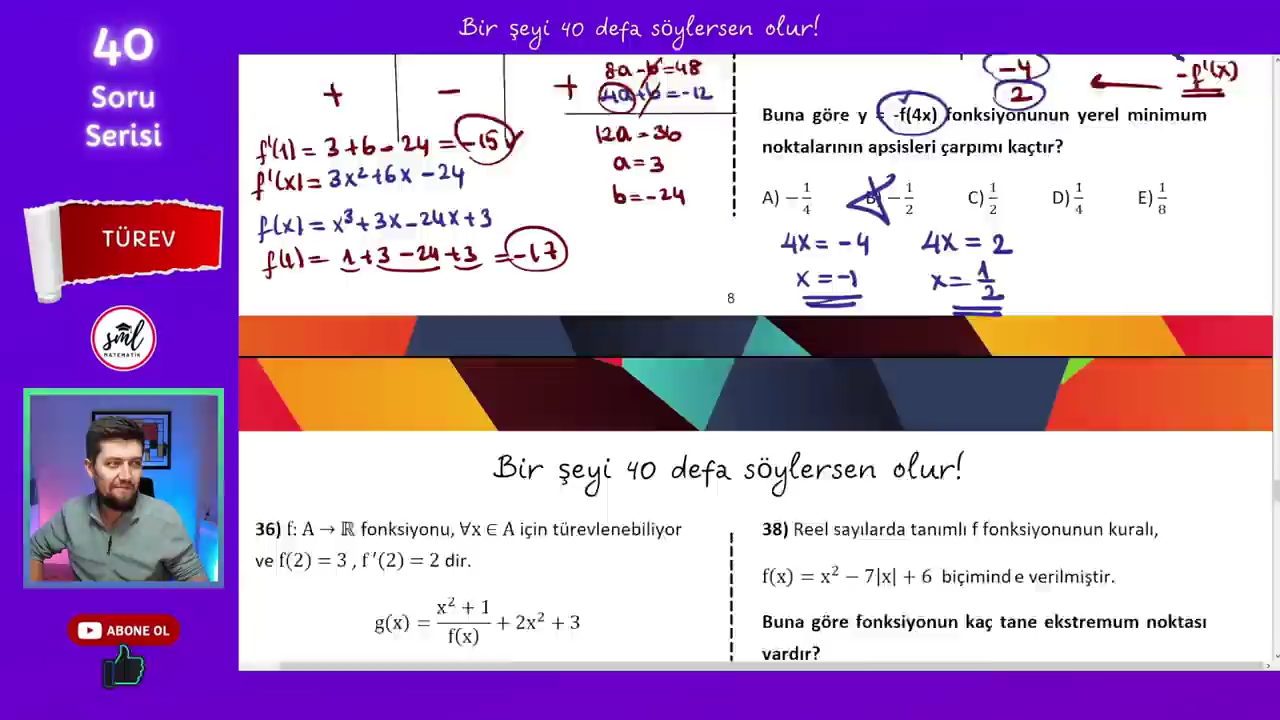 Bir şeyi 40 defa söylersen olur!
40
Soru
Serisi
TÜREV
sml
MATEMATİK
ABONE OL
+ − +
8a - b = 48
4a + b = -12
12a = 36
a = 3
b = -24
f'(1) = 3 + 6 - 24 = -15
f'(x) = 3x² + 6x - 24
f(x) = x³ + 3x - 24x + 3
f(1) = 1 + 3 - 24 + 3 = -17
-4
2
-f'(x)
Buna göre y = -f(4x) fonksiyonunun yerel minimum
noktalarının apsisleri çarpımı kaçtır?
A) -1/4 B) -1/2 C) 1/2 D) 1/4 E) 1/8
4x = -4 4x = 2
x = -1 x = 1/2
8
Bir şeyi 40 defa söylersen olur!
36) f: A → ℝ fonksiyonu, ∀x ∈ A için türevlenebiliyor
ve f(2) = 3 , f '(2) = 2 dir.
g(x) = (x² + 1)/f(x) + 2x² + 3
38) Reel sayılarda tanımlı f fonksiyonunun kuralı,
f(x) = x² − 7|x| + 6 biçiminde verilmiştir.
Buna göre fonksiyonun kaç tane ekstremum noktası
vardır?